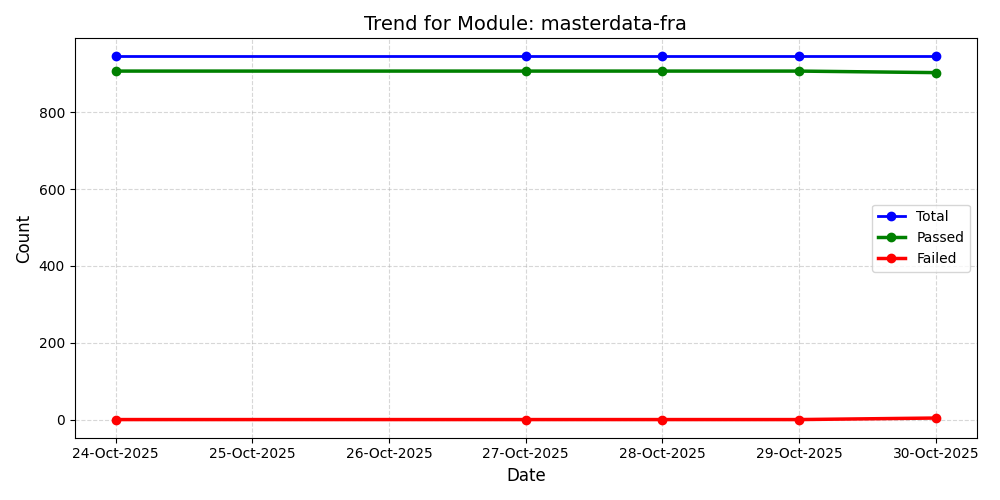 Trend for Module: masterdata-fra
Count
800
600
400
200
0
Total
Passed
Failed
24-Oct-2025 25-Oct-2025 26-Oct-2025 27-Oct-2025 28-Oct-2025 29-Oct-2025 30-Oct-2025
Date